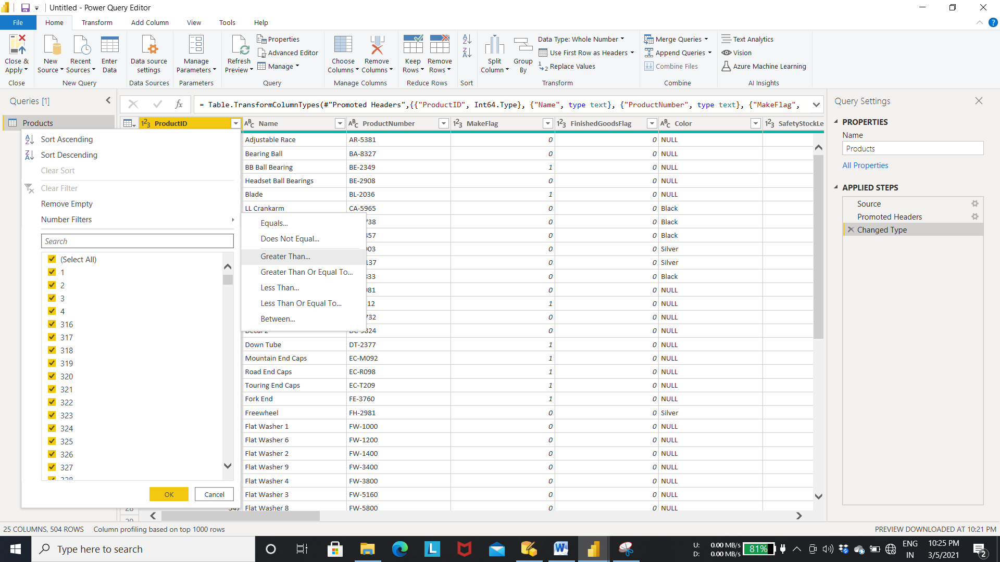 Untitled - Power Query Editor
File Home Transform Add Column View Tools Help
Close & Apply
Close
New Source
Recent Sources
Enter Data
New Query
Data source settings
Data Sources
Manage Parameters
Parameters
Refresh Preview
Properties
Advanced Editor
Manage
Query
Choose Columns
Remove Columns
Manage Columns
Keep Rows
Remove Rows
Reduce Rows
Sort
Split Column
Group By
Data Type: Whole Number
Use First Row as Headers
Replace Values
Transform
Merge Queries
Append Queries
Combine Files
Combine
Text Analytics
Vision
Azure Machine Learning
AI Insights
Queries [1]
Products
fx
= Table.TransformColumnTypes(#"Promoted Headers",{{"ProductID", Int64.Type}, {"Name", type text}, {"ProductNumber", type text}, {"MakeFlag",
ProductID Name ProductNumber MakeFlag FinishedGoodsFlag Color SafetyStockLe
Sort Ascending
Sort Descending
Clear Sort
Clear Filter
Remove Empty
Number Filters
Search
(Select All)
1
2
3
4
316
317
318
319
320
321
322
323
324
325
326
327
328
OK Cancel
Equals...
Does Not Equal...
Greater Than...
Greater Than Or Equal To...
Less Than...
Less Than Or Equal To...
Between...
Adjustable Race AR-5381 0 0 NULL
Bearing Ball BA-8327 0 0 NULL
BB Ball Bearing BE-2349 1 0 NULL
Headset Ball Bearings BE-2908 0 0 NULL
Blade BL-2036 1 0 NULL
LL Crankarm CA-5965 0 0 Black
738 0 0 Black
457 0 0 Black
903 0 0 Silver
137 0 0 Silver
0 0 Black
981 0 0 NULL
12 1 0 NULL
732 0 0 NULL
Decal 2 DC-9824 0 0 NULL
Down Tube DT-2377 1 0 NULL
Mountain End Caps EC-M092 1 0 NULL
Road End Caps EC-R098 1 0 NULL
Touring End Caps EC-T209 1 0 NULL
Fork End FE-3760 1 0 NULL
Freewheel FH-2981 0 0 Silver
Flat Washer 1 FW-1000 0 0 NULL
Flat Washer 6 FW-1200 0 0 NULL
Flat Washer 2 FW-1400 0 0 NULL
Flat Washer 9 FW-3400 0 0 NULL
Flat Washer 4 FW-3800 0 0 NULL
Flat Washer 3 FW-5160 0 0 NULL
28 Flat Washer 8 FW-5800 0 0 NULL
29
Query Settings
PROPERTIES
Name
Products
All Properties
APPLIED STEPS
Source
Promoted Headers
Changed Type
25 COLUMNS, 504 ROWS Column profiling based on top 1000 rows PREVIEW DOWNLOADED AT 10:21 PM
Type here to search
U: 0.00 MB/s
D: 0.00 MB/s
81%
ENG
IN
10:25 PM
3/5/2021
2